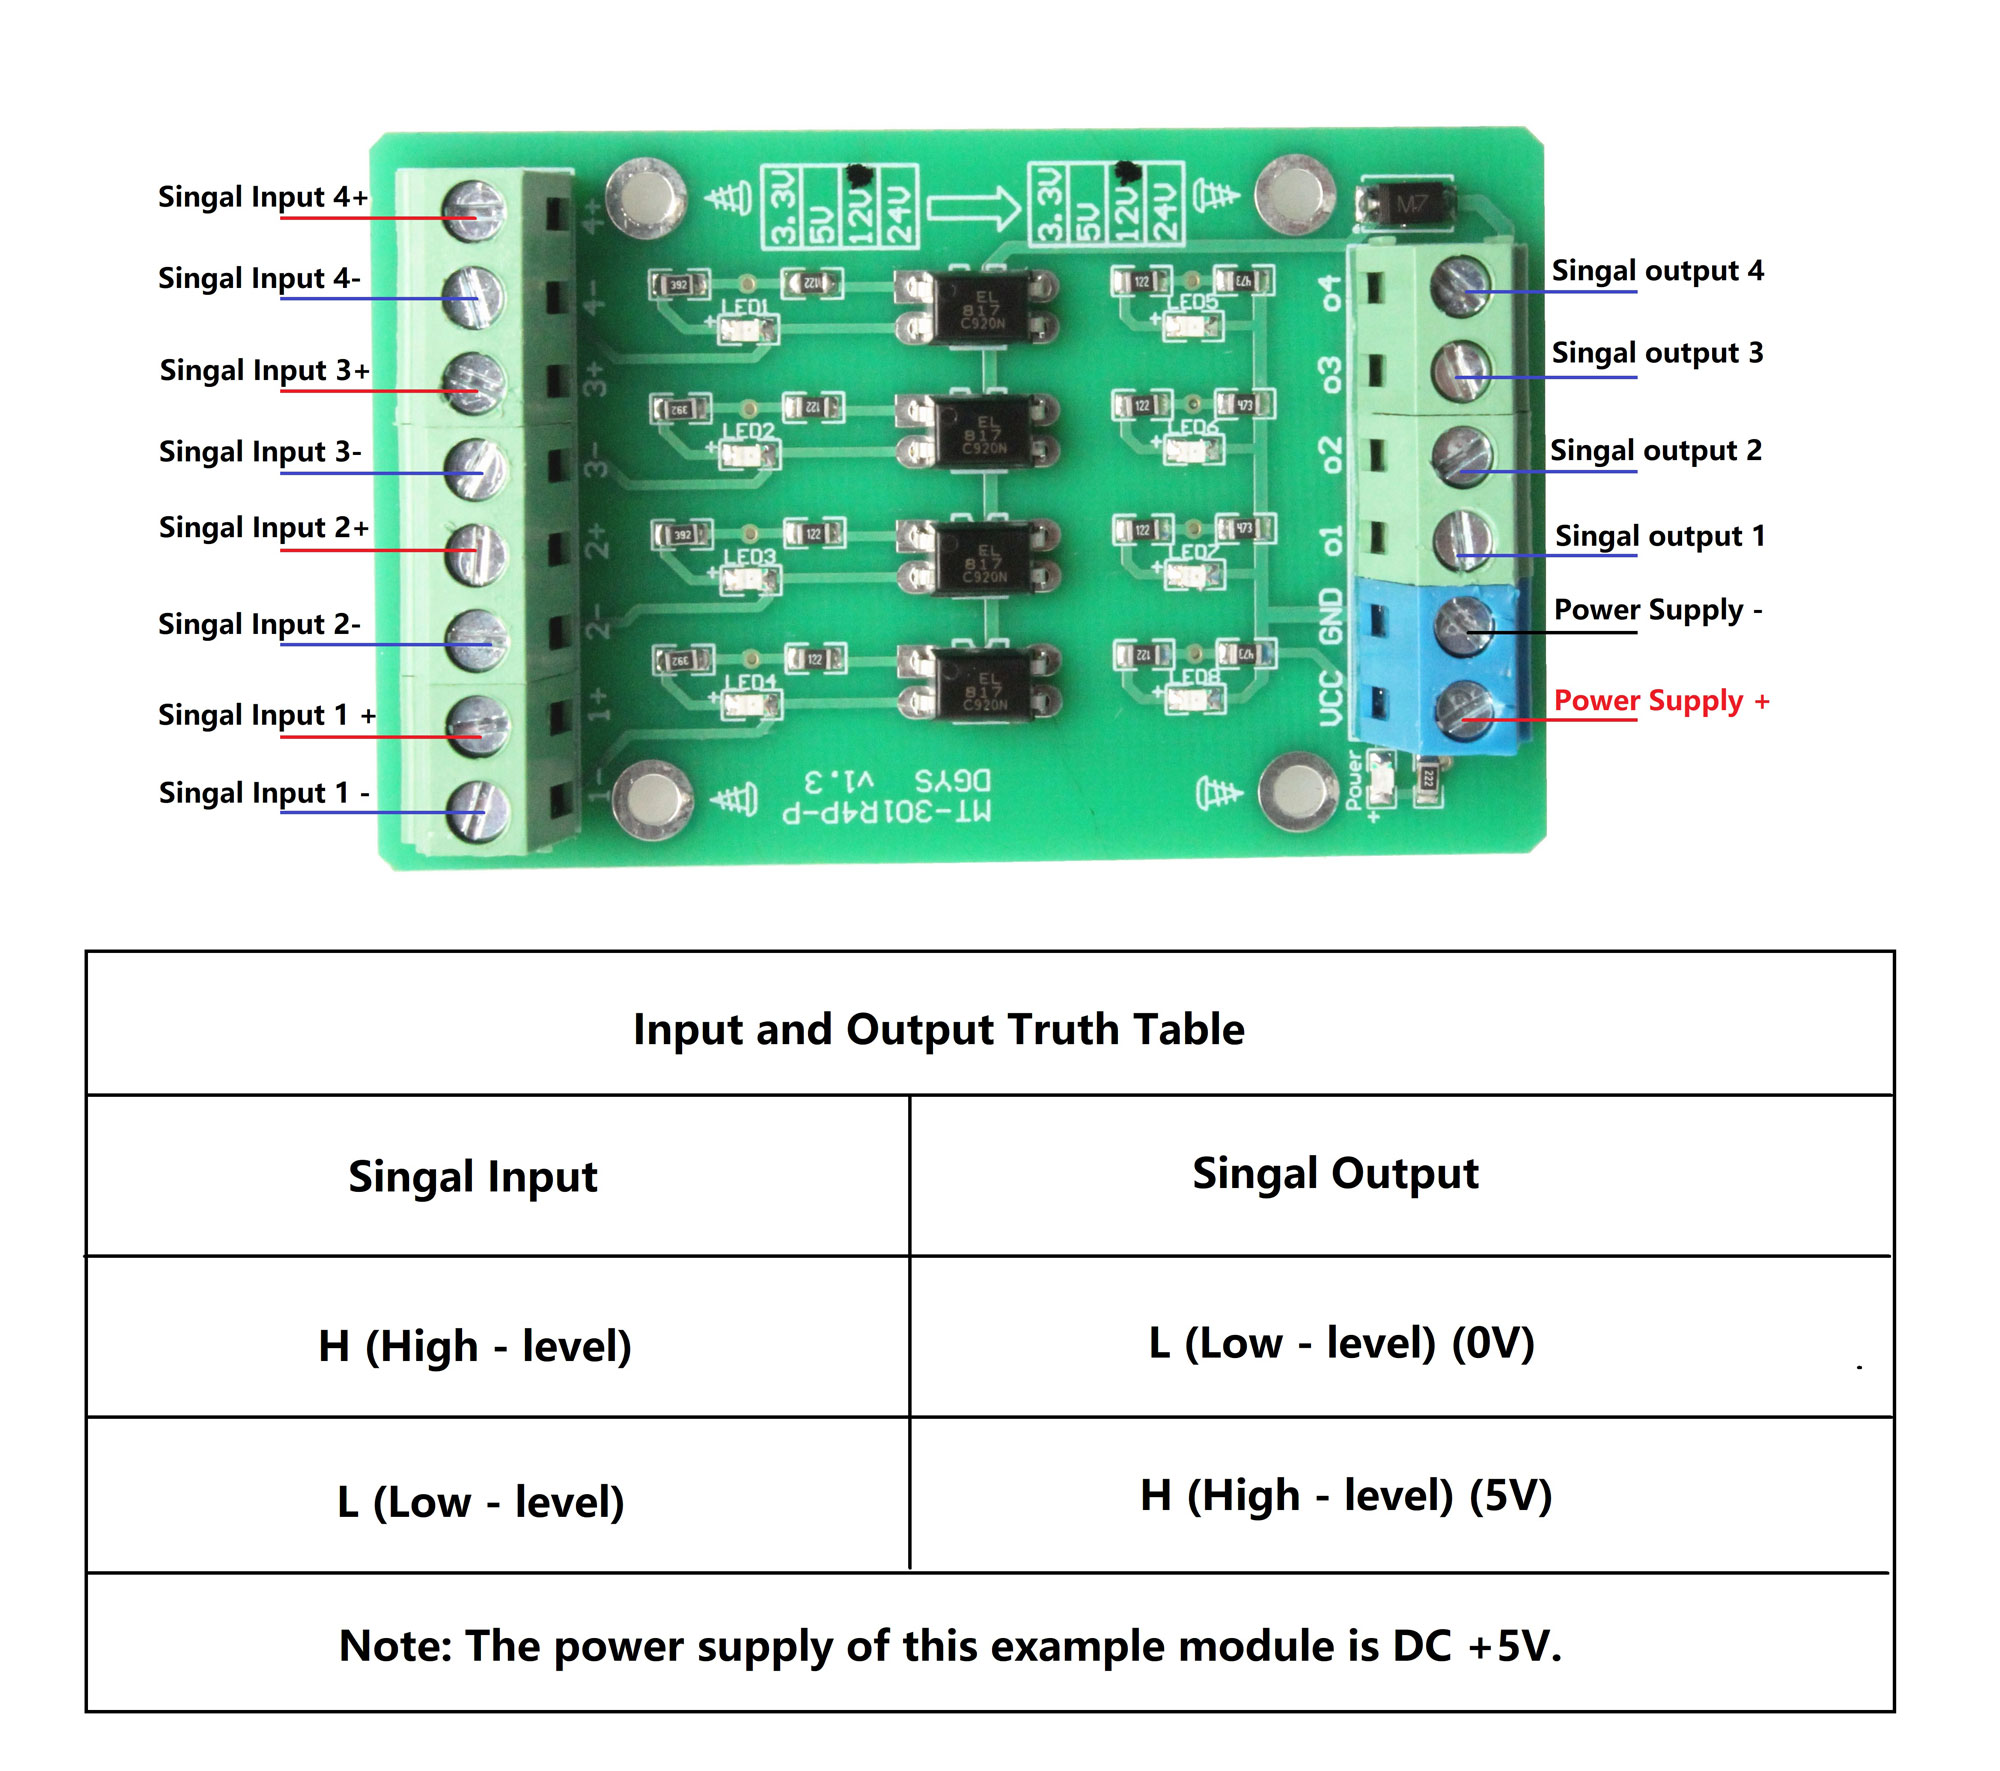 Singal Input 4+
Singal Input 4-
Singal Input 3+
Singal Input 3-
Singal Input 2+
Singal Input 2-
Singal Input 1 +
Singal Input 1 -
4+
4-
3+
3-
2+
2-
1+
1-
3.3V
5V
12V
24V
3.3V
5V
12V
24V
M7
392
122
LED1
EL
817
C920N
122
473
LED5
392
122
LED2
EL
817
C920N
122
473
LED6
392
122
LED3
EL
817
C920N
122
473
LED7
392
122
LED4
EL
817
C920N
122
473
LED8
MT-301R4P-P
DGYS v1.3
o4
o3
o2
o1
GND
VCC
Power
+
222
Singal output 4
Singal output 3
Singal output 2
Singal output 1
Power Supply -
Power Supply +
Input and Output Truth Table
Singal Input
Singal Output
H (High - level)
L (Low - level) (0V)
L (Low - level)
H (High - level) (5V)
Note: The power supply of this example module is DC +5V.